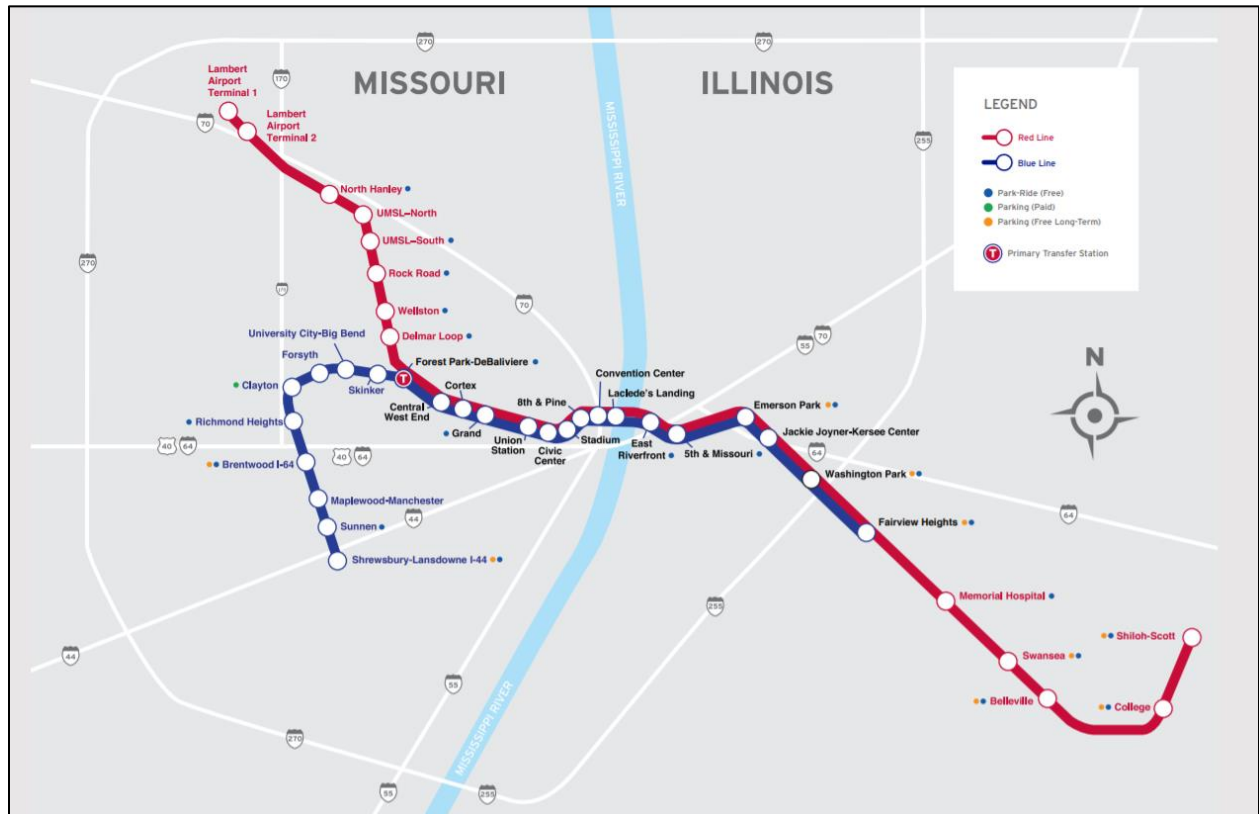 270
270
MISSOURI
ILLINOIS
Lambert
Airport
Terminal 1
170
70
Lambert
Airport
Terminal 2
MISSISSIPPI RIVER
255
LEGEND
Red Line
Blue Line
Park-Ride (Free)
Parking (Paid)
Parking (Free Long-Term)
T
Primary Transfer Station
North Hanley
UMSL–North
UMSL–South
270
Rock Road
170
70
Wellston
55
70
University City-Big Bend
Delmar Loop
Forsyth
Forest Park-DeBaliviere
T
N
Skinker
Clayton
Convention Center
Cortex
Laclede's Landing
8th & Pine
Central
West End
Emerson Park
Richmond Heights
Grand
Stadium
Union
Station
Civic
Center
East
Riverfront
5th & Missouri
Jackie Joyner-Kersee Center
40
64
40
64
64
Brentwood I-64
Washington Park
Maplewood-Manchester
44
64
Sunnen
Fairview Heights
Shrewsbury-Lansdowne I-44
Memorial Hospital
255
Shiloh-Scott
44
Swansea
55
Belleville
College
MISSISSIPPI RIVER
270
55
255